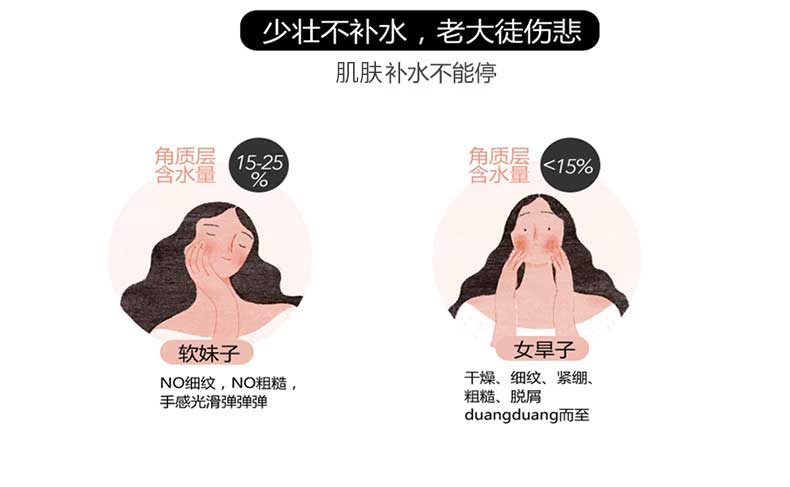 少壮不补水，老大徒伤悲
肌肤补水不能停
角质层
含水量
15-25
%
软妹子
NO细纹，NO粗糙，
手感光滑弹弹弹
角质层
含水量
<15%
女旱子
干燥、细纹、紧绷、
粗糙、脱屑
duangduang而至